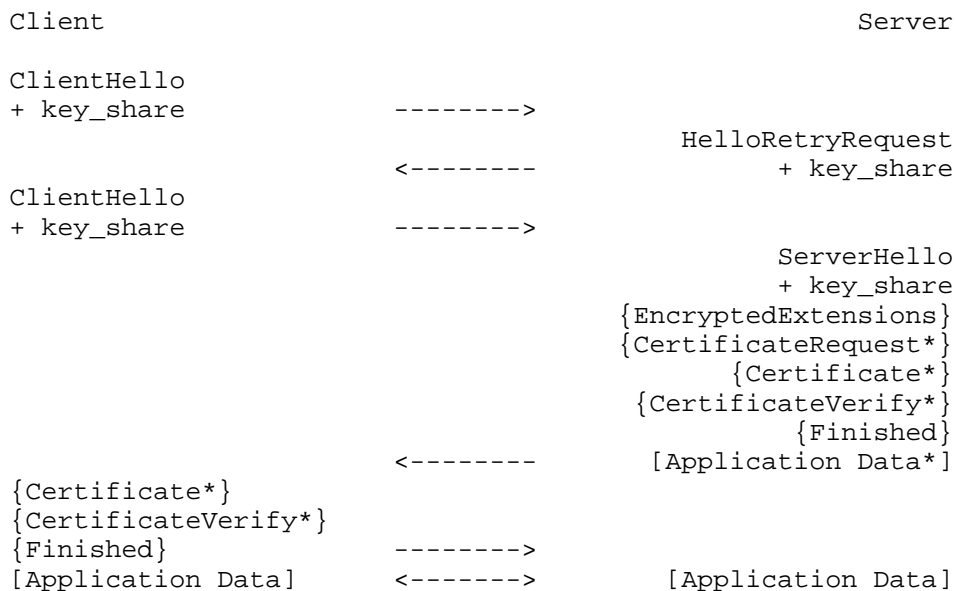 Client                                               Server

ClientHello
+ key_share             -------->
                                          HelloRetryRequest
                        <--------               + key_share
ClientHello
+ key_share             -------->
                                                ServerHello
                                                + key_share
                                      {EncryptedExtensions}
                                      {CertificateRequest*}
                                             {Certificate*}
                                       {CertificateVerify*}
                                                 {Finished}
                        <--------       [Application Data*]
{Certificate*}
{CertificateVerify*}
{Finished}              -------->
[Application Data]      <------->        [Application Data]